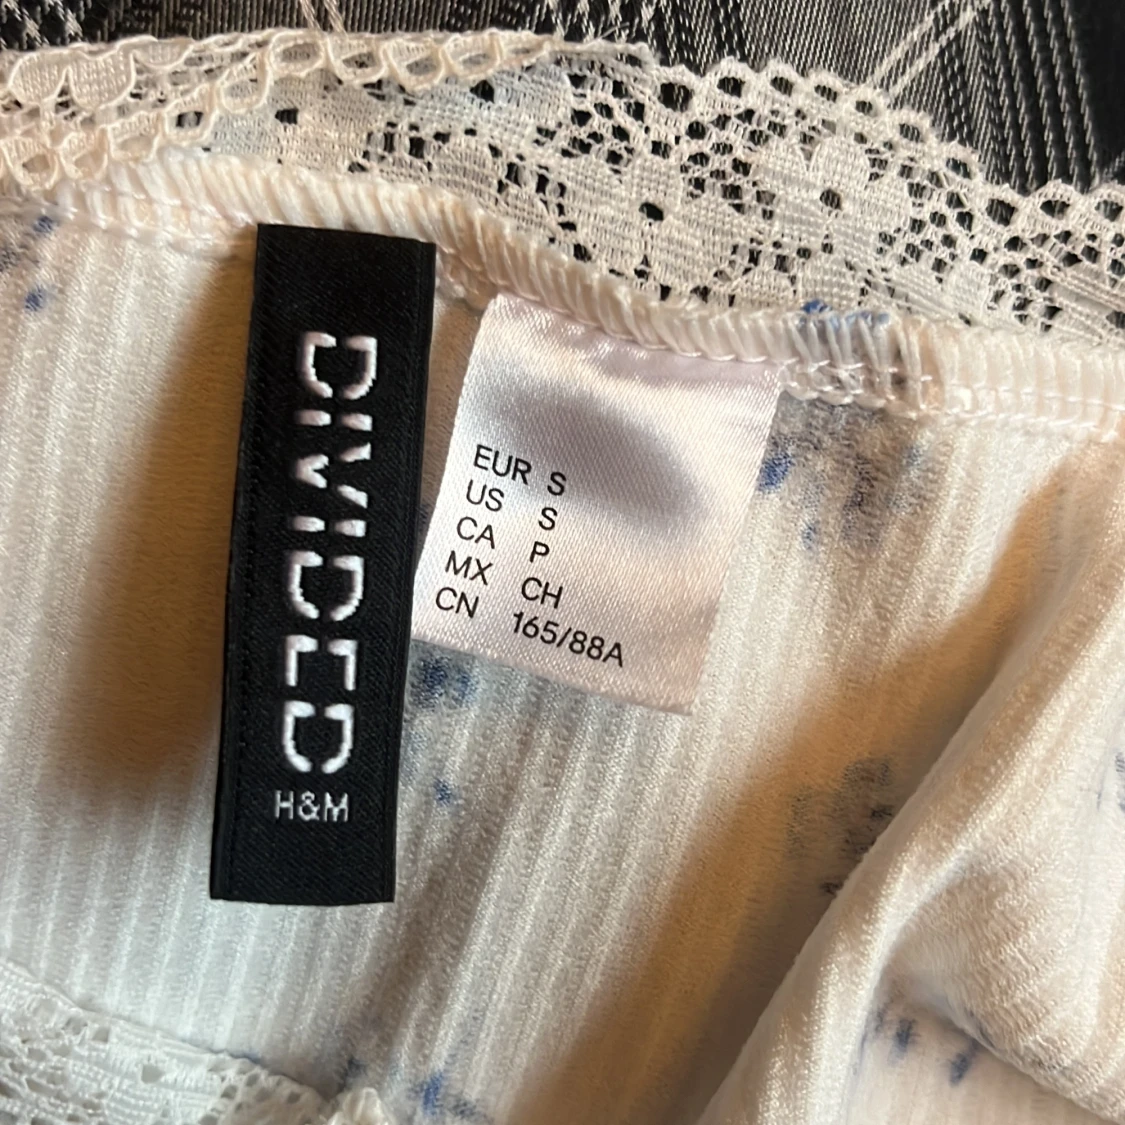 DIVIDED
H&M
EUR S
US S
CA P
MX CH
CN 165/88A